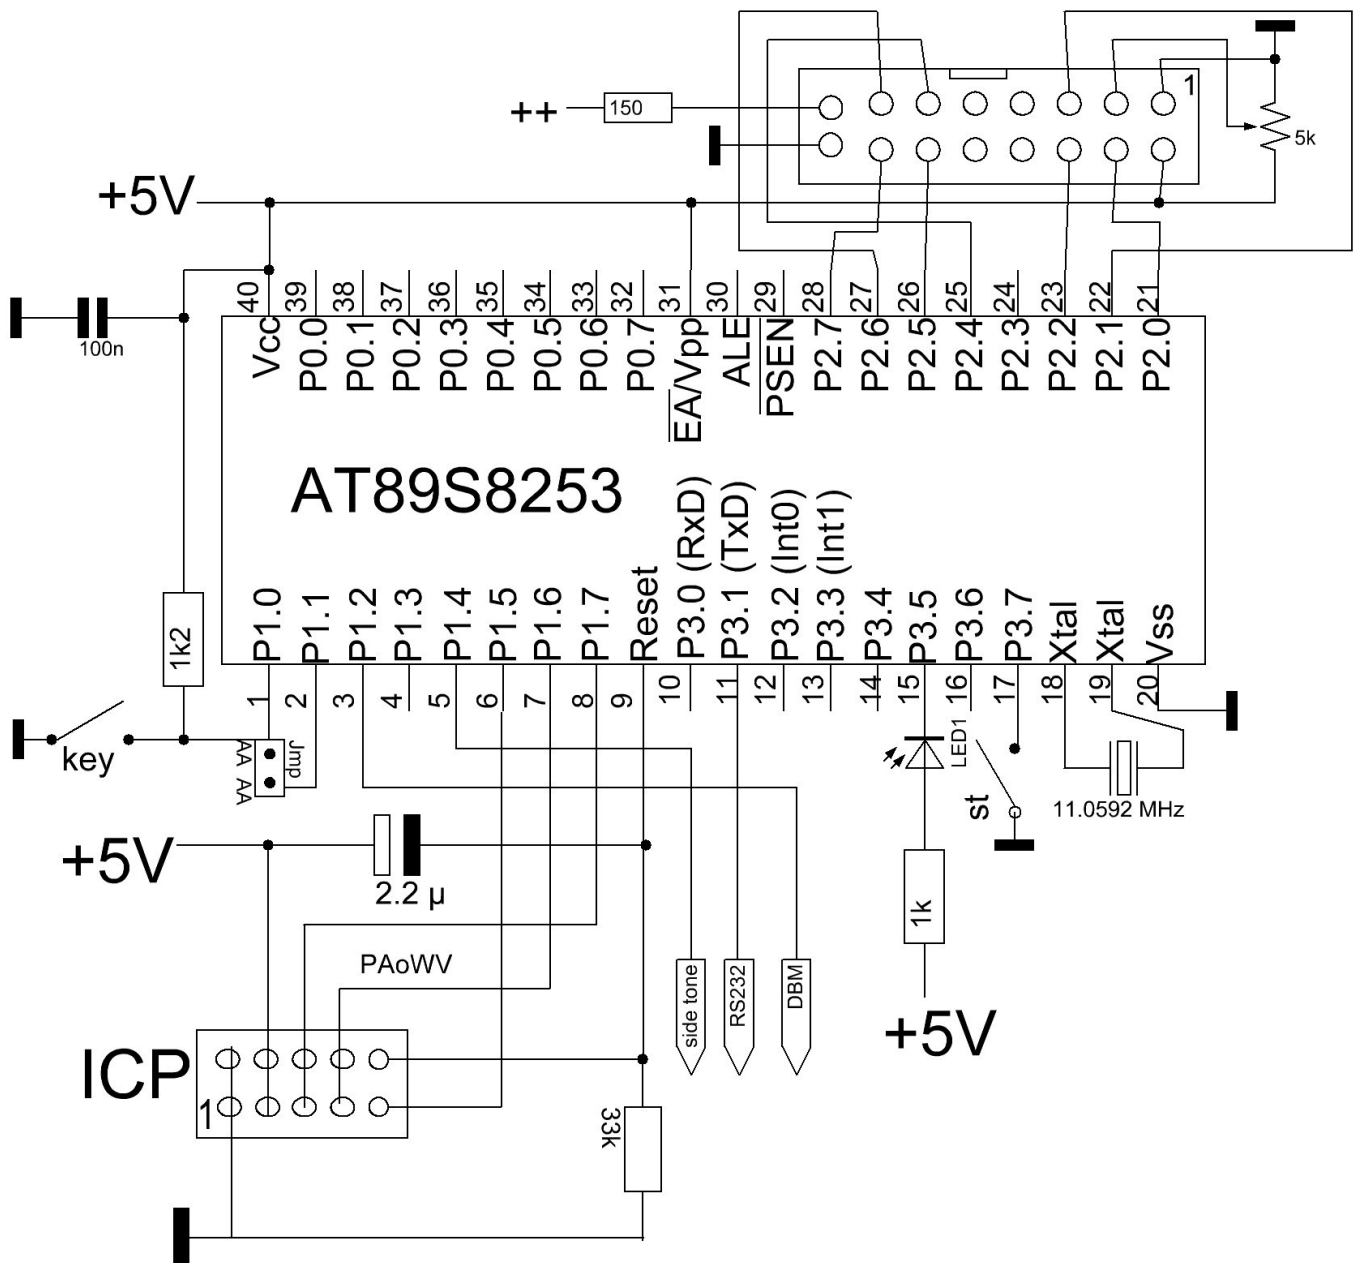 1
++
150
5k
+5V
100n
40
39
38
37
36
35
34
33
32
31
30
29
28
27
26
25
24
23
22
21
Vcc
P0.0
P0.1
P0.2
P0.3
P0.4
P0.5
P0.6
P0.7
EA/Vpp
ALE
PSEN
P2.7
P2.6
P2.5
P2.4
P2.3
P2.2
P2.1
P2.0
AT89S8253
1k2
P1.0
P1.1
P1.2
P1.3
P1.4
P1.5
P1.6
P1.7
Reset
P3.0 (RxD)
P3.1 (TxD)
P3.2 (Int0)
P3.3 (Int1)
P3.4
P3.5
P3.6
P3.7
Xtal
Xtal
Vss
1
2
3
4
5
6
7
8
9
10
11
12
13
14
15
16
17
18
19
20
key
AA AA
Jmp
LED1
st
11.0592 MHz
+5V
2.2 µ
1k
PAoWV
side tone
RS232
DBM
+5V
ICP
1
33k